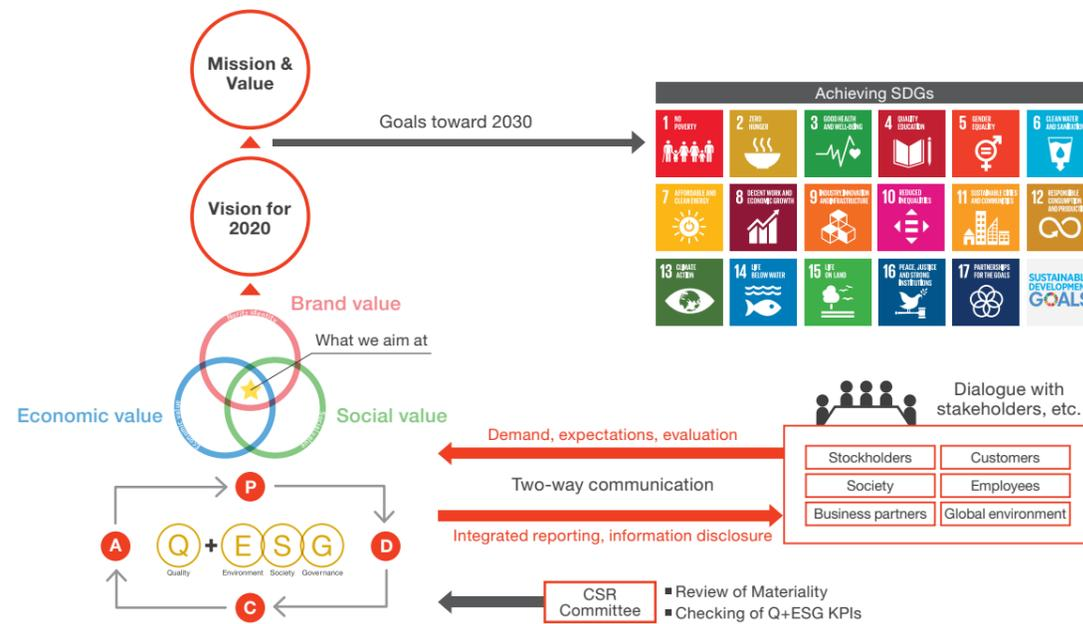 Mission &
Value
Goals toward 2030
Achieving SDGs
1 NO
POVERTY
2 ZERO
HUNGER
3 GOOD HEALTH
AND WELL-BEING
4 QUALITY
EDUCATION
5 GENDER
EQUALITY
6 CLEAN WATER
AND SANITATI
Vision for
2020
7 AFFORDABLE AND
CLEAN ENERGY
8 DECENT WORK AND
ECONOMIC GROWTH
9 INDUSTRY, INNOVATION
AND INFRASTRUCTURE
10 REDUCED
INEQUALITIES
11 SUSTAINABLE CITIES
AND COMMUNITIES
12 RESPONSIBLE
CONSUMPTION
AND PRODUCTI
13 CLIMATE
ACTION
14 LIFE
BELOW WATER
15 LIFE
ON LAND
16 PEACE, JUSTICE
AND STRONG
INSTITUTIONS
17 PARTNERSHIPS
FOR THE GOALS
SUSTAINABL
DEVELOPMEN
GOALS
Brand value
What we aim at
Economic value
Social value
Dialogue with
stakeholders, etc.
Demand, expectations, evaluation
Two-way communication
Integrated reporting, information disclosure
Stockholders
Customers
Society
Employees
Business partners
Global environment
P
A
Q + E S G
D
Quality
Environment
Society
Governance
C
CSR
Committee
■ Review of Materiality
■ Checking of Q+ESG KPIs